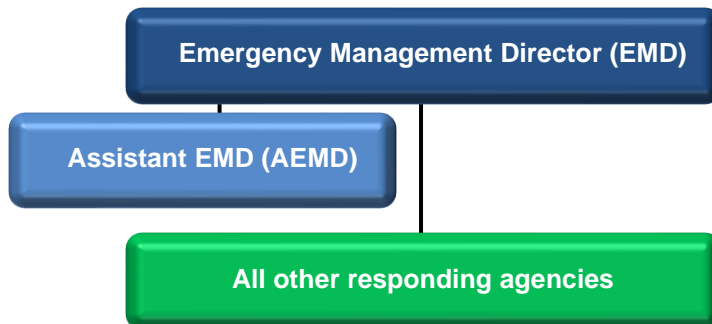 Emergency Management Director (EMD)
Assistant EMD (AEMD)
All other responding agencies